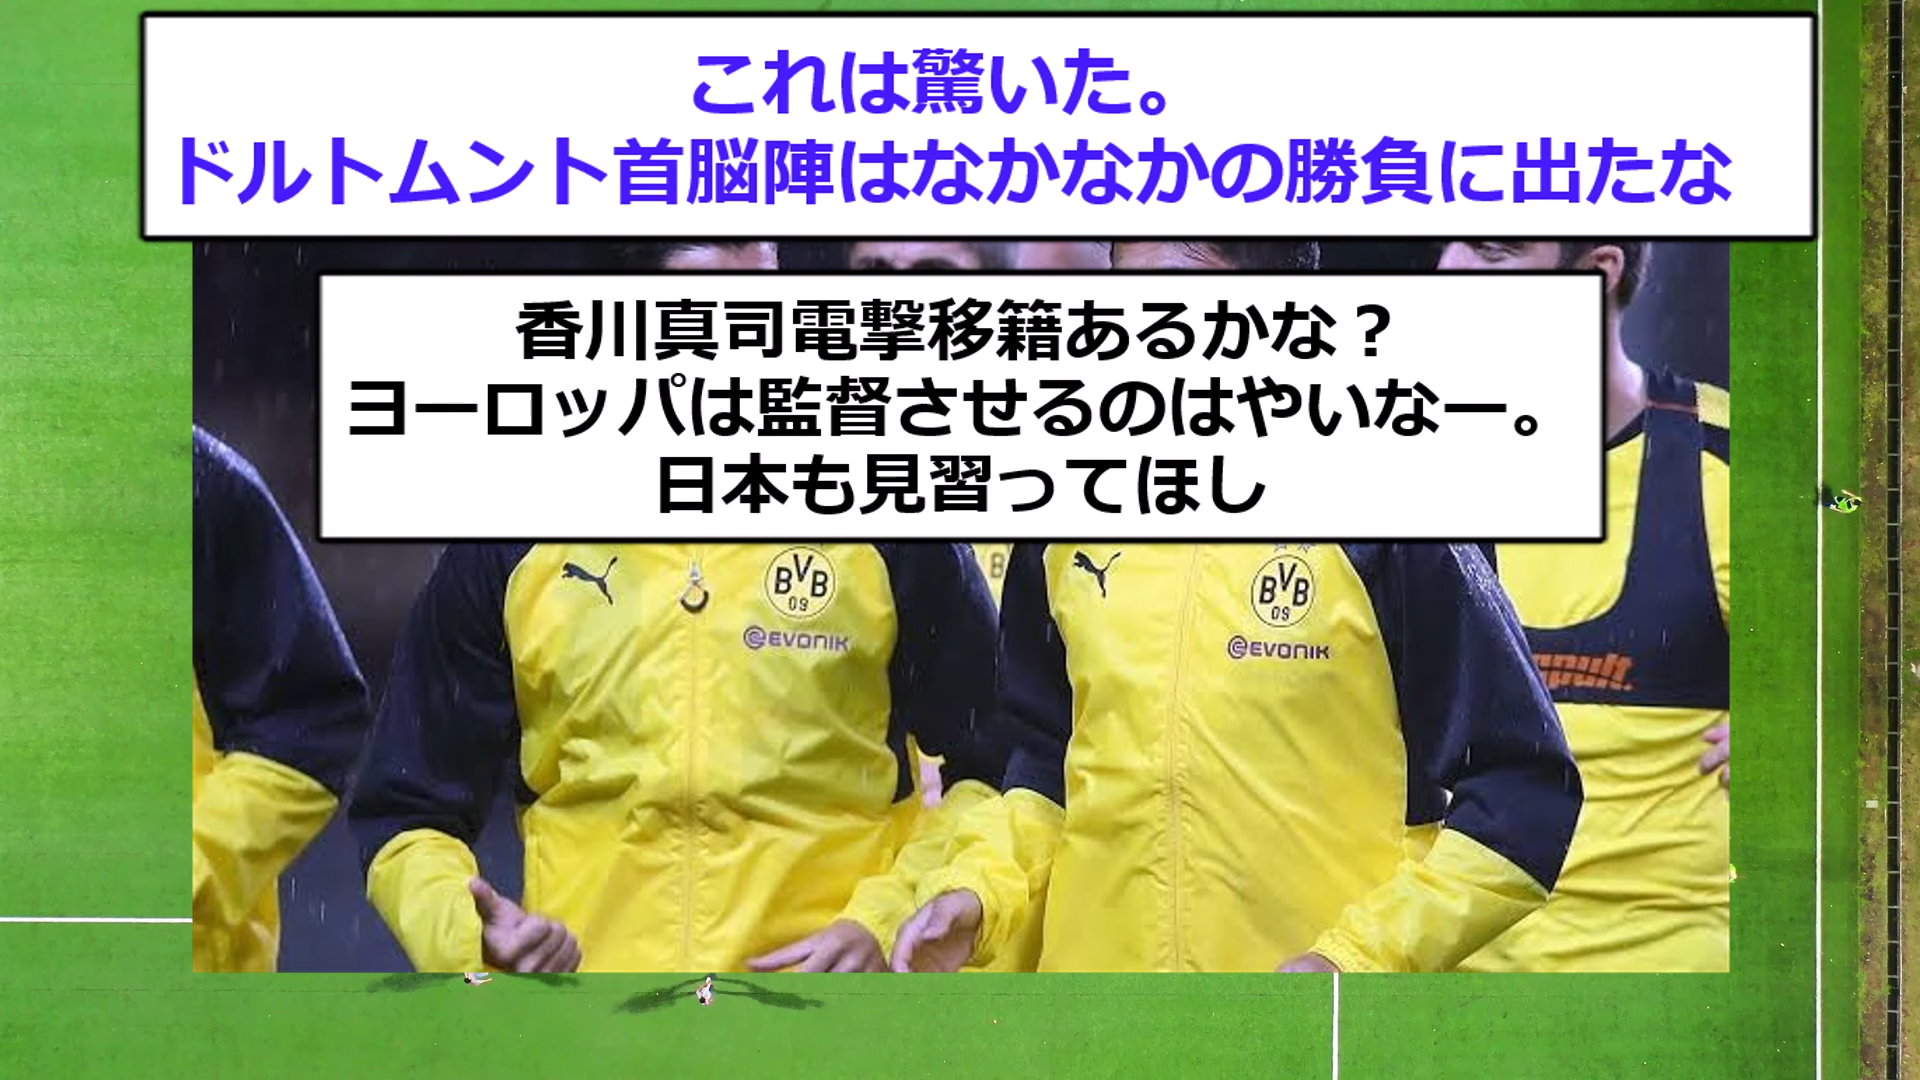 これは驚いた。
ドルトムント首脳陣はなかなかの勝負に出たな
香川真司電撃移籍あるかな？
ヨーロッパは監督させるのはやいなー。
日本も見習ってほし
BVB
09
EVONIK
BVB
09
EVONIK